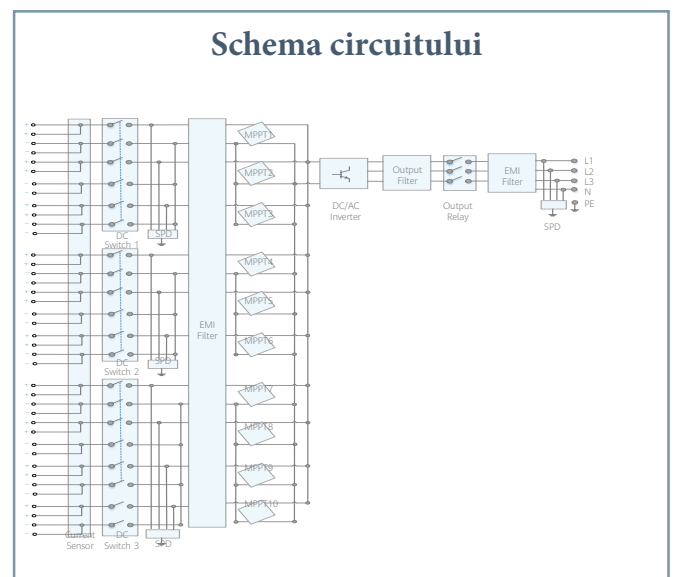 Schema circuitului
MPPT1
MPPT2
MPPT3
DC
Switch 1
SPD
MPPT4
MPPT5
MPPT6
DC
Switch 2
SPD
EMI
Filter
MPPT7
MPPT8
MPPT9
MPPT10
Current
Sensor
DC
Switch 3
SPD
DC/AC
Inverter
Output
Filter
Output
Relay
EMI
Filter
L1
L2
L3
N
PE
SPD